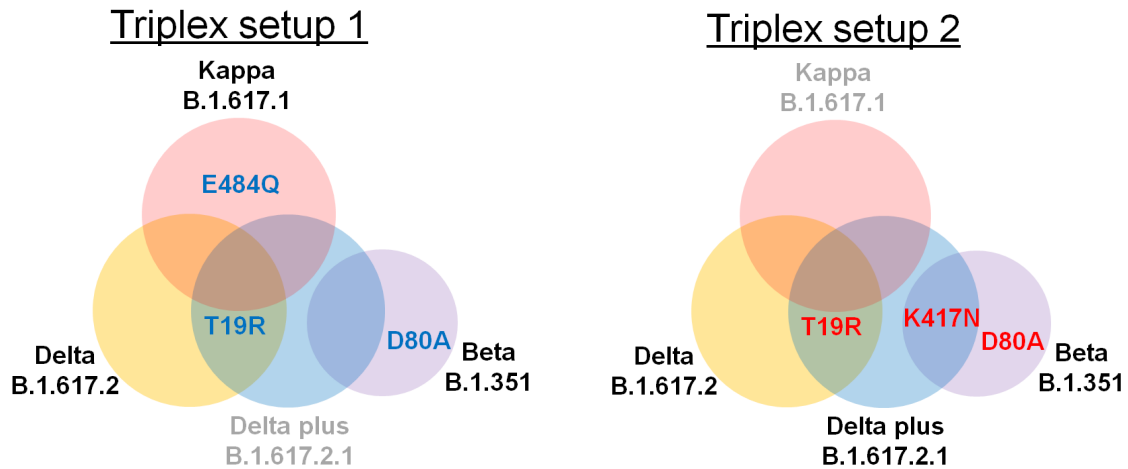 Triplex setup 1
Kappa
B.1.617.1
E484Q
T19R
D80A
Delta
B.1.617.2
Beta
B.1.351
Delta plus
B.1.617.2.1
Triplex setup 2
Kappa
B.1.617.1
T19R
K417N
D80A
Delta
B.1.617.2
Beta
B.1.351
Delta plus
B.1.617.2.1